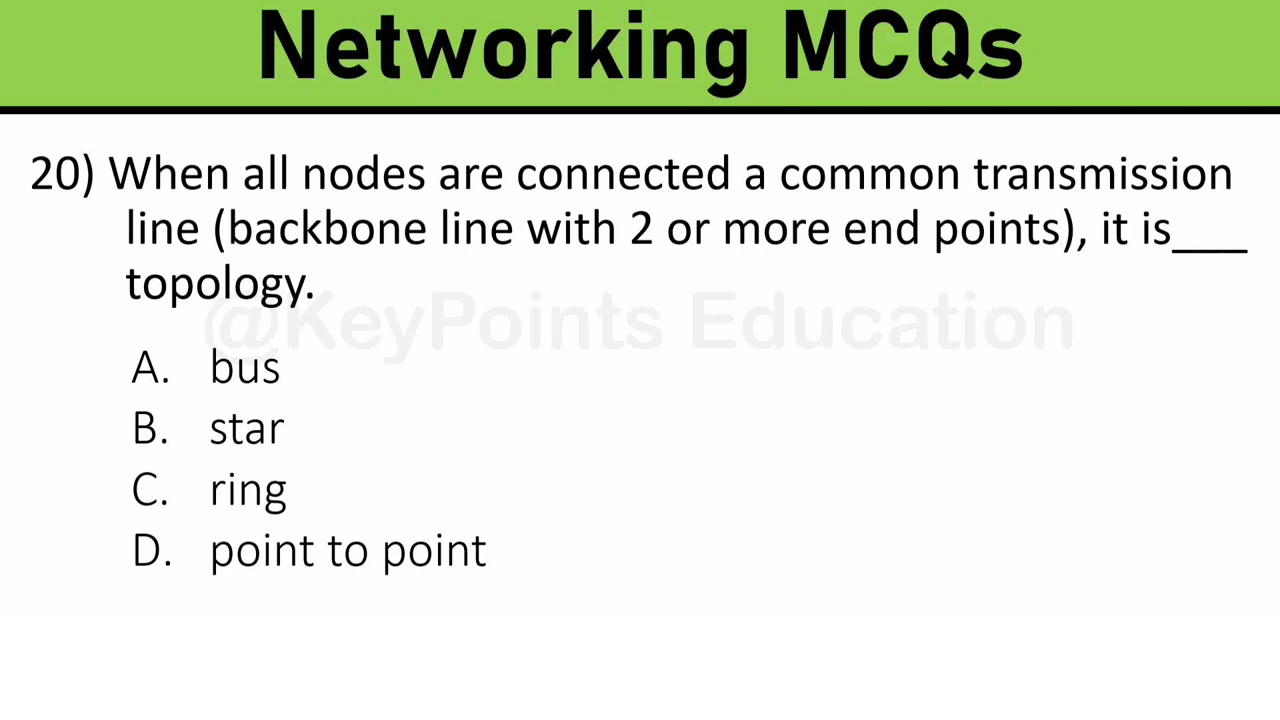 Networking MCQs
20) When all nodes are connected a common transmission
line (backbone line with 2 or more end points), it is___
topology.
@KeyPoints Education
A. bus
B. star
C. ring
D. point to point